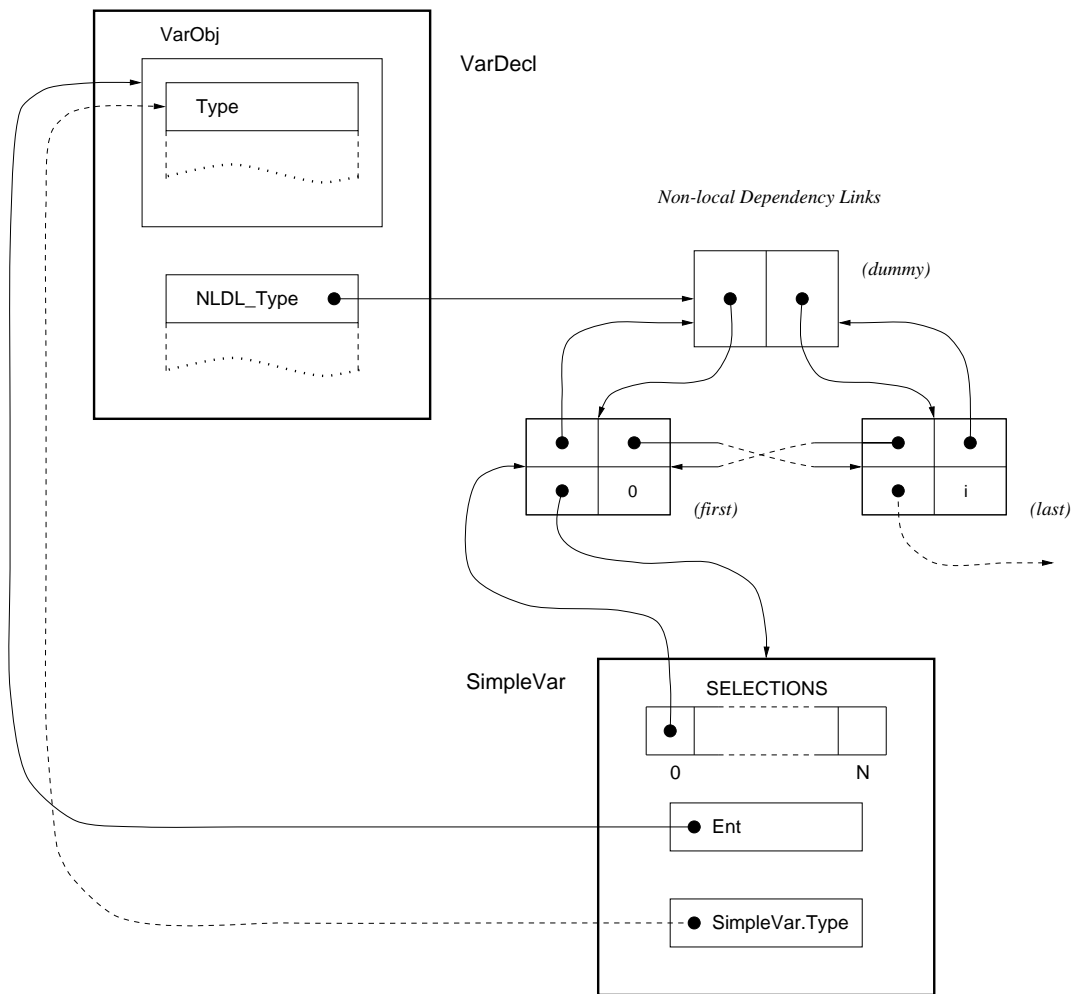 VarObj
VarDecl
Type
Non-local Dependency Links
(dummy)
NLDL_Type
0
i
(first)
(last)
SimpleVar
SELECTIONS
0
N
Ent
SimpleVar.Type